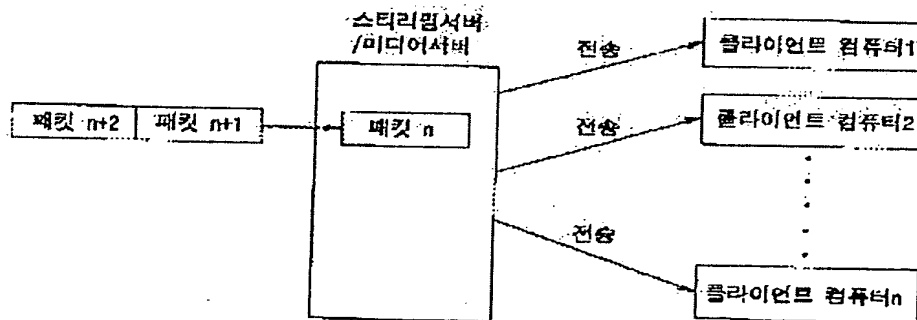 스트리밍서버
/미디어서버
전송
클라이언트 컴퓨터1
패킷 n+2
패킷 n+1
패킷 n
전송
클라이언트 컴퓨터2
전송
클라이언트 컴퓨터n